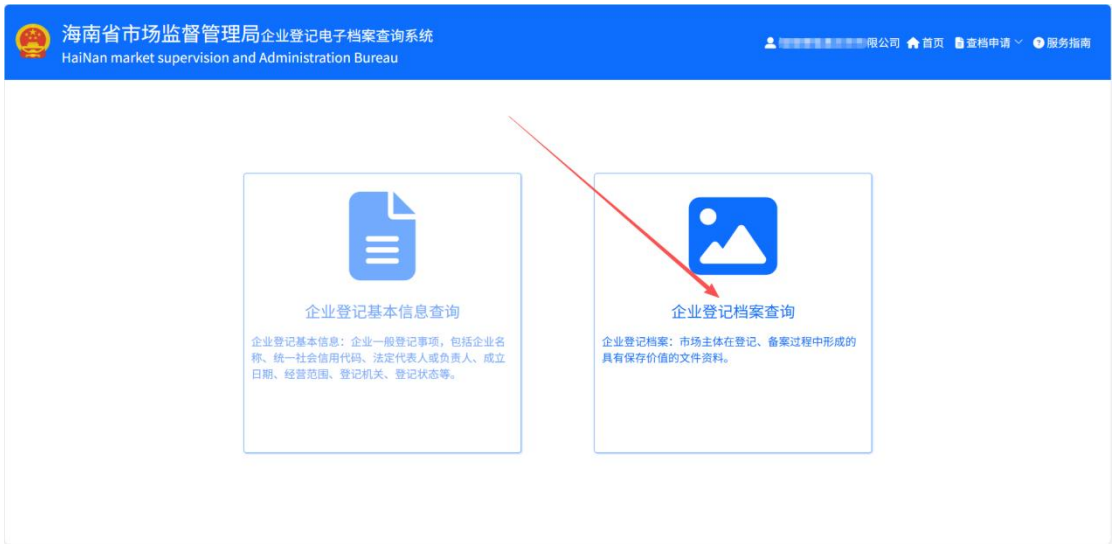 海南省市场监督管理局企业登记电子档案查询系统
HaiNan market supervision and Administration Bureau
限公司 首页 查档申请 服务指南
企业登记基本信息查询
企业登记基本信息：企业一般登记事项，包括企业名
称、统一社会信用代码、法定代表人或负责人、成立
日期、经营范围、登记机关、登记状态等。
企业登记档案查询
企业登记档案：市场主体在登记、备案过程中形成的
具有保存价值的文件资料。